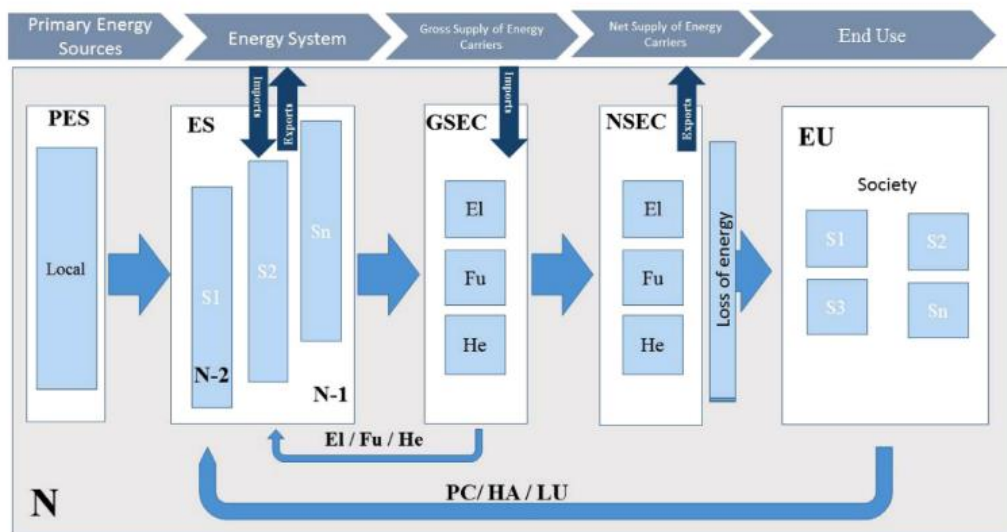 Primary Energy
Sources
Energy System
Gross Supply of Energy
Carriers
Net Supply of Energy
Carriers
End Use
Imports
Exports
Imports
Exports
PES
ES
GSEC
NSEC
EU
Local
S1
S2
Sn
N-2
N-1
El
Fu
He
El
Fu
He
Loss of energy
Society
S1
S2
S3
Sn
El / Fu / He
PC/ HA / LU
N